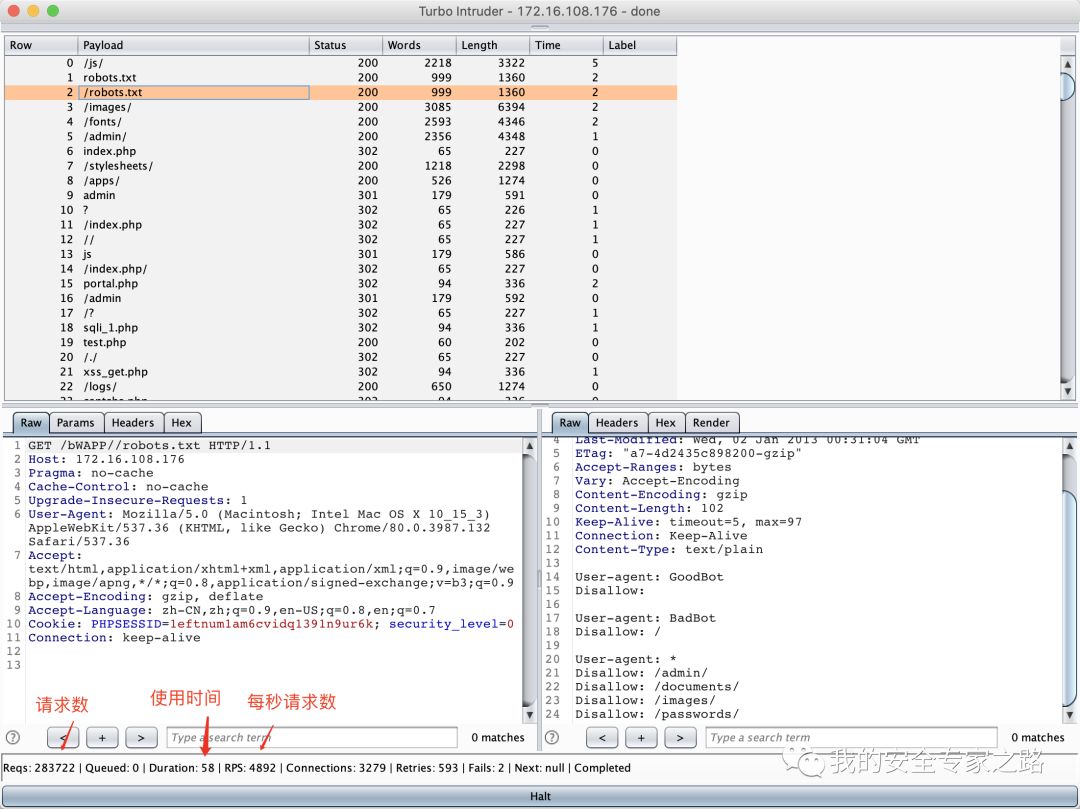 Turbo Intruder - 172.16.108.176 - done
Row Payload Status Words Length Time Label
0 /js/ 200 2218 3322 5
1 robots.txt 200 999 1360 2
2 /robots.txt 200 999 1360 2
3 /images/ 200 3085 6394 2
4 /fonts/ 200 2593 4346 2
5 /admin/ 200 2356 4348 1
6 index.php 302 65 227 0
7 /stylesheets/ 200 1218 2298 0
8 /apps/ 200 526 1274 0
9 admin 301 179 591 0
10 ? 302 65 226 1
11 /index.php 302 65 227 1
12 // 302 65 227 1
13 js 301 179 586 0
14 /index.php/ 302 65 227 0
15 portal.php 302 94 336 2
16 /admin 301 179 592 0
17 /? 302 65 227 1
18 sqli_1.php 302 94 336 1
19 test.php 200 60 202 0
20 /./ 302 65 227 0
21 xss_get.php 302 94 336 1
22 /logs/ 200 650 1274 0
Raw Params Headers Hex
1 GET /bWAPP//robots.txt HTTP/1.1
2 Host: 172.16.108.176
3 Pragma: no-cache
4 Cache-Control: no-cache
5 Upgrade-Insecure-Requests: 1
6 User-Agent: Mozilla/5.0 (Macintosh; Intel Mac OS X 10_15_3)
AppleWebKit/537.36 (KHTML, like Gecko) Chrome/80.0.3987.132
Safari/537.36
7 Accept:
text/html,application/xhtml+xml,application/xml;q=0.9,image/we
bp,image/apng,*/*;q=0.8,application/signed-exchange;v=b3;q=0.9
8 Accept-Encoding: gzip, deflate
9 Accept-Language: zh-CN,zh;q=0.9,en-US;q=0.8,en;q=0.7
10 Cookie: PHPSESSID=1eftnum1am6cvidq1391n9ur6k; security_level=0
11 Connection: keep-alive
12
13
请求数 使用时间 每秒请求数
? < + > Type a search term 0 matches
Raw Headers Hex Render
4 Last-Modified: Wed, 02 Jan 2013 00:31:04 GMT
5 ETag: "a7-4d2435c898200-gzip"
6 Accept-Ranges: bytes
7 Vary: Accept-Encoding
8 Content-Encoding: gzip
9 Content-Length: 102
10 Keep-Alive: timeout=5, max=97
11 Connection: Keep-Alive
12 Content-Type: text/plain
13
14 User-agent: GoodBot
15 Disallow:
16
17 User-agent: BadBot
18 Disallow: /
19
20 User-agent: *
21 Disallow: /admin/
22 Disallow: /documents/
23 Disallow: /images/
24 Disallow: /passwords/
? < + > Type a search term 0 matches
我的安全专家之路
Reqs: 283722 | Queued: 0 | Duration: 58 | RPS: 4892 | Connections: 3279 | Retries: 593 | Fails: 2 | Next: null | Completed
Halt